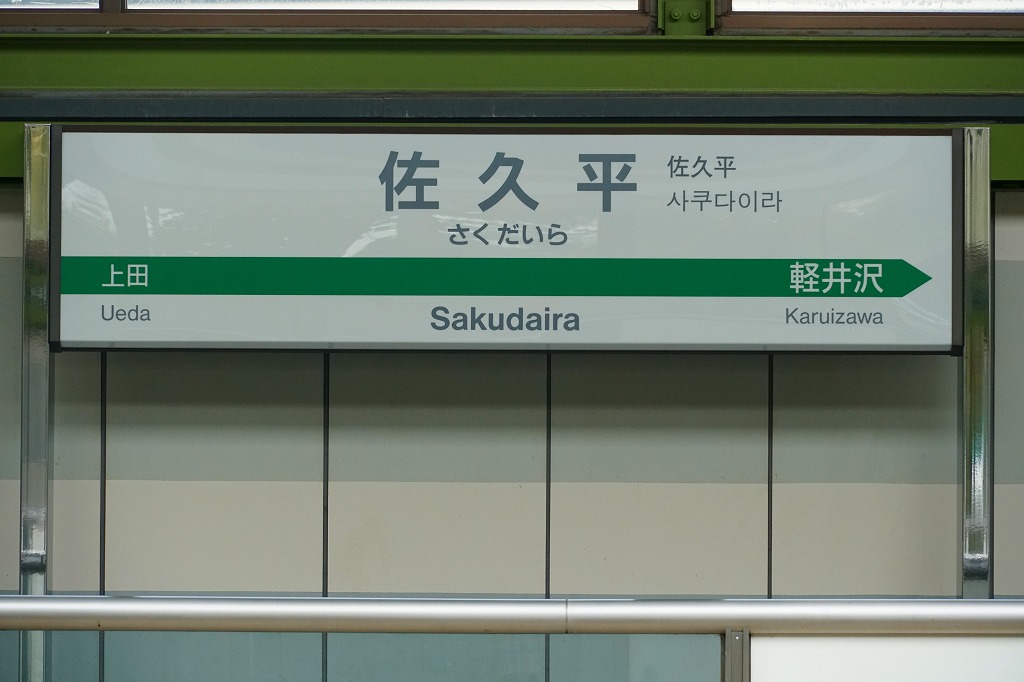 佐久平
佐久平
사쿠다이라
さくだいら
上田
軽井沢
Ueda
Sakudaira
Karuizawa